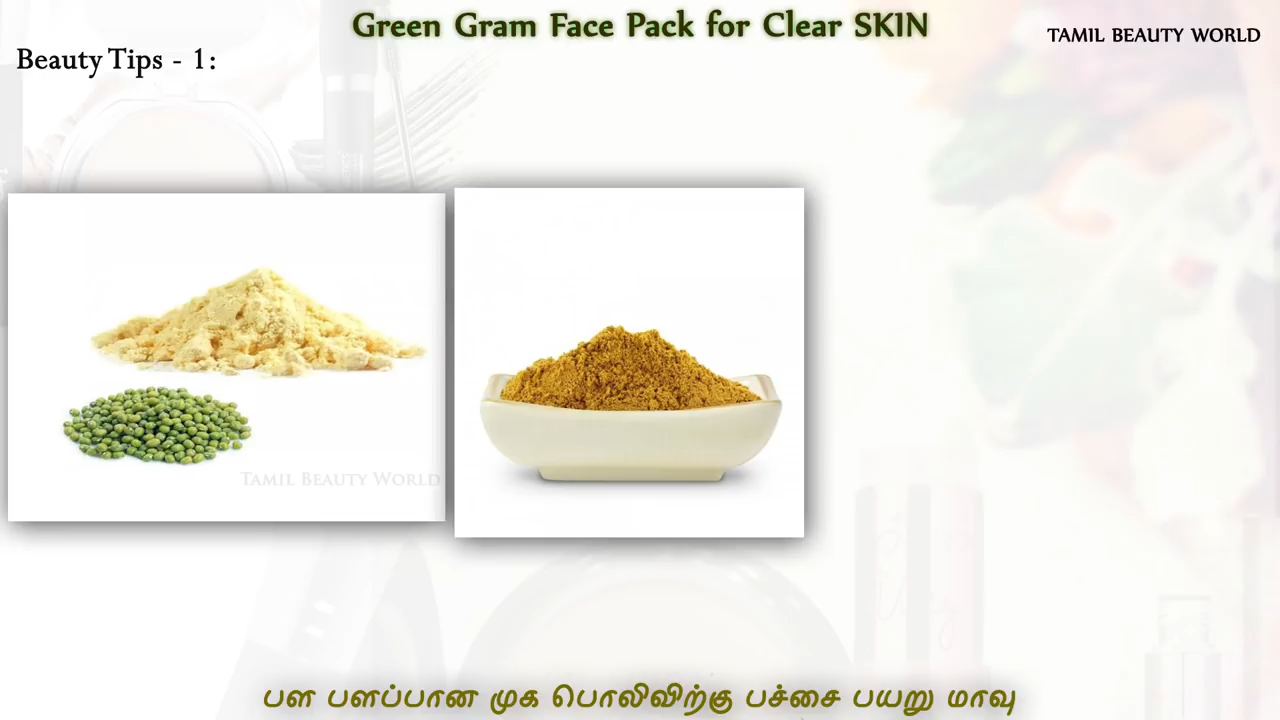 Green Gram Face Pack for Clear SKIN
TAMIL BEAUTY WORLD
Beauty Tips - 1:
TAMIL BEAUTY WORLD
பள பளப்பான முக பொலிவிற்கு பச்சை பயறு மாவு